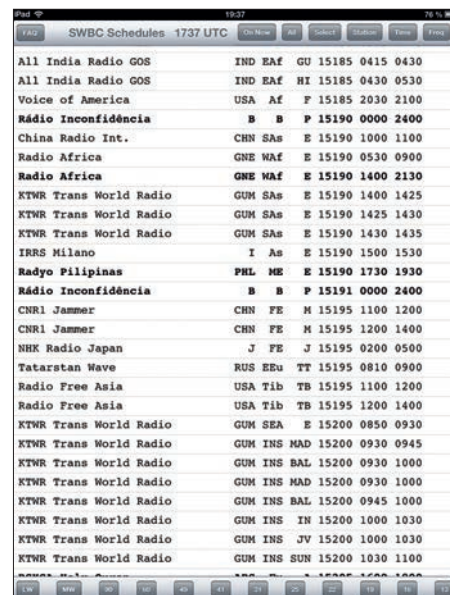 iPad 19:37 76 %
FAQ SWBC Schedules 1737 UTC On Now All Select Station Time Freq
All India Radio GOS IND EAf GU 15185 0415 0430
All India Radio GOS IND EAf HI 15185 0430 0530
Voice of America USA Af F 15185 2030 2100
Rádio Inconfidência B B P 15190 0000 2400
China Radio Int. CHN SAs E 15190 1000 1100
Radio Africa GNE WAf E 15190 0530 0900
Radio Africa GNE WAf E 15190 1400 2130
KTWR Trans World Radio GUM SAs E 15190 1400 1425
KTWR Trans World Radio GUM SAs E 15190 1425 1430
KTWR Trans World Radio GUM SAs E 15190 1430 1435
IRRS Milano I As E 15190 1500 1530
Radyo Pilipinas PHL ME E 15190 1730 1930
Rádio Inconfidência B B P 15191 0000 2400
CNR1 Jammer CHN FE M 15195 1100 1200
CNR1 Jammer CHN FE M 15195 1200 1400
NHK Radio Japan J FE J 15195 0200 0500
Tatarstan Wave RUS EEu TT 15195 0810 0900
Radio Free Asia USA Tib TB 15195 1100 1200
Radio Free Asia USA Tib TB 15195 1200 1400
KTWR Trans World Radio GUM SEA E 15200 0850 0930
KTWR Trans World Radio GUM INS MAD 15200 0930 0945
KTWR Trans World Radio GUM INS BAL 15200 0930 1000
KTWR Trans World Radio GUM INS MAD 15200 0930 1000
KTWR Trans World Radio GUM INS BAL 15200 0945 1000
KTWR Trans World Radio GUM INS IN 15200 1000 1030
KTWR Trans World Radio GUM INS JV 15200 1000 1030
KTWR Trans World Radio GUM INS SUN 15200 1030 1100
LW MW 90 60 49 41 31 25 22 19 16 13